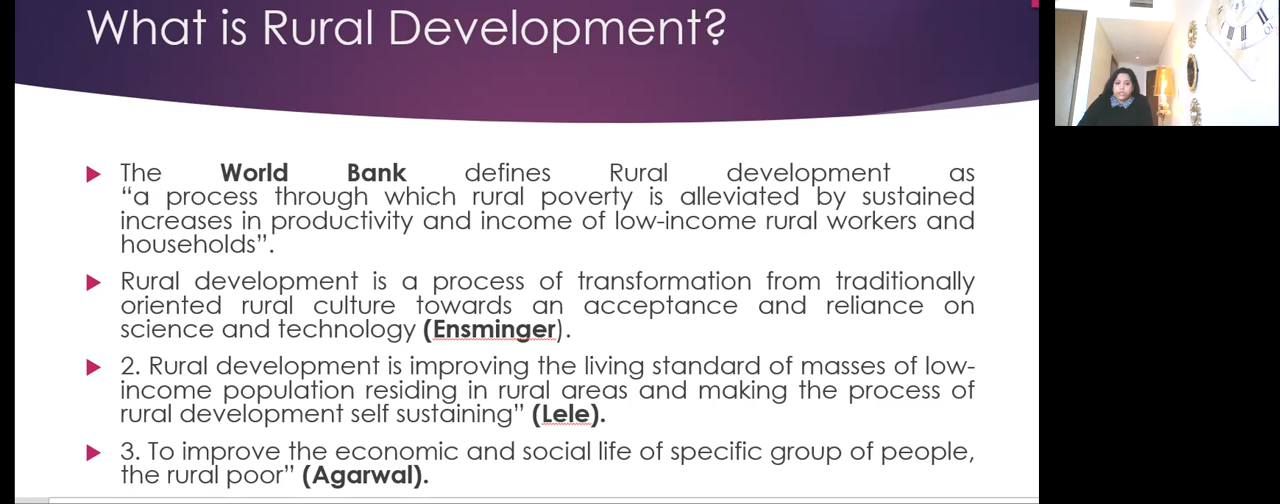 What is Rural Development?
The World Bank defines Rural development as
“a process through which rural poverty is alleviated by sustained
increases in productivity and income of low-income rural workers and
households”.
Rural development is a process of transformation from traditionally
oriented rural culture towards an acceptance and reliance on
science and technology (Ensminger).
2. Rural development is improving the living standard of masses of low-
income population residing in rural areas and making the process of
rural development self sustaining” (Lele).
3. To improve the economic and social life of specific group of people,
the rural poor” (Agarwal).